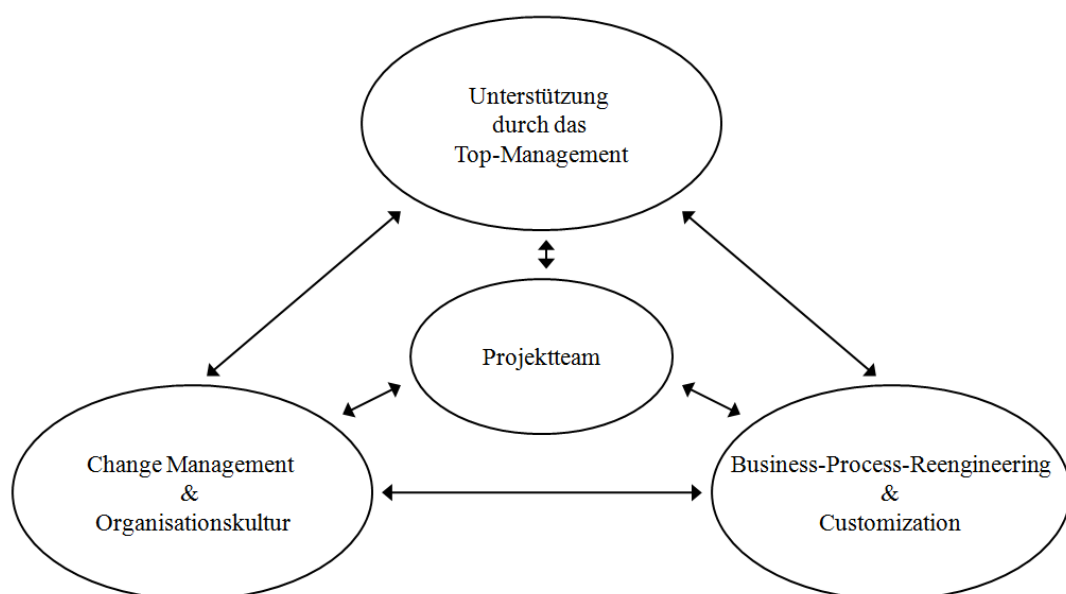 Unterstützung
durch das
Top-Management
Projektteam
Change Management
&
Organisationskultur
Business-Process-Reengineering
&
Customization